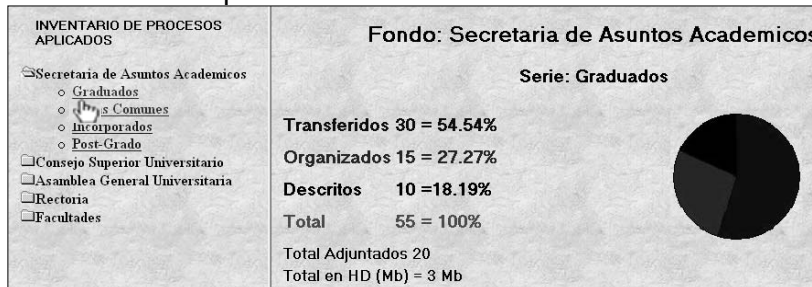 INVENTARIO DE PROCESOS
APLICADOS
Secretaria de Asuntos Academicos
Graduados
s Comunes
Incorporados
Post-Grado
Consejo Superior Universitario
Asamblea General Universitaria
Rectoria
Facultades
Fondo: Secretaria de Asuntos Academicos
Serie: Graduados
Transferidos 30 = 54.54%
Organizados 15 = 27.27%
Descritos 10 =18.19%
Total 55 = 100%
Total Adjuntados 20
Total en HD (Mb) = 3 Mb